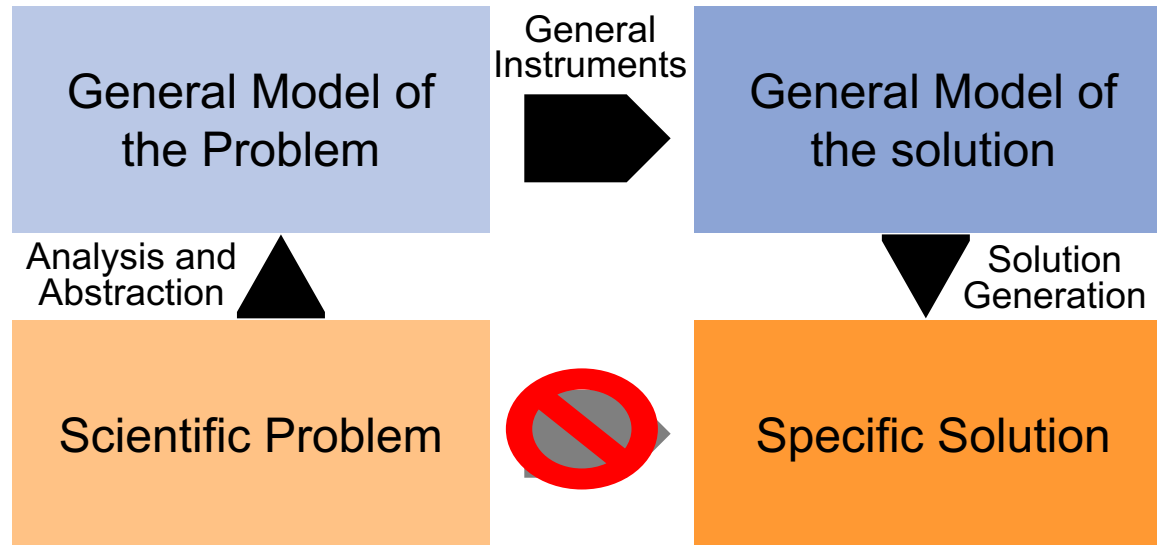 General Model of
the Problem
General
Instruments
General Model of
the solution
Analysis and
Abstraction
Solution
Generation
Scientific Problem
Specific Solution